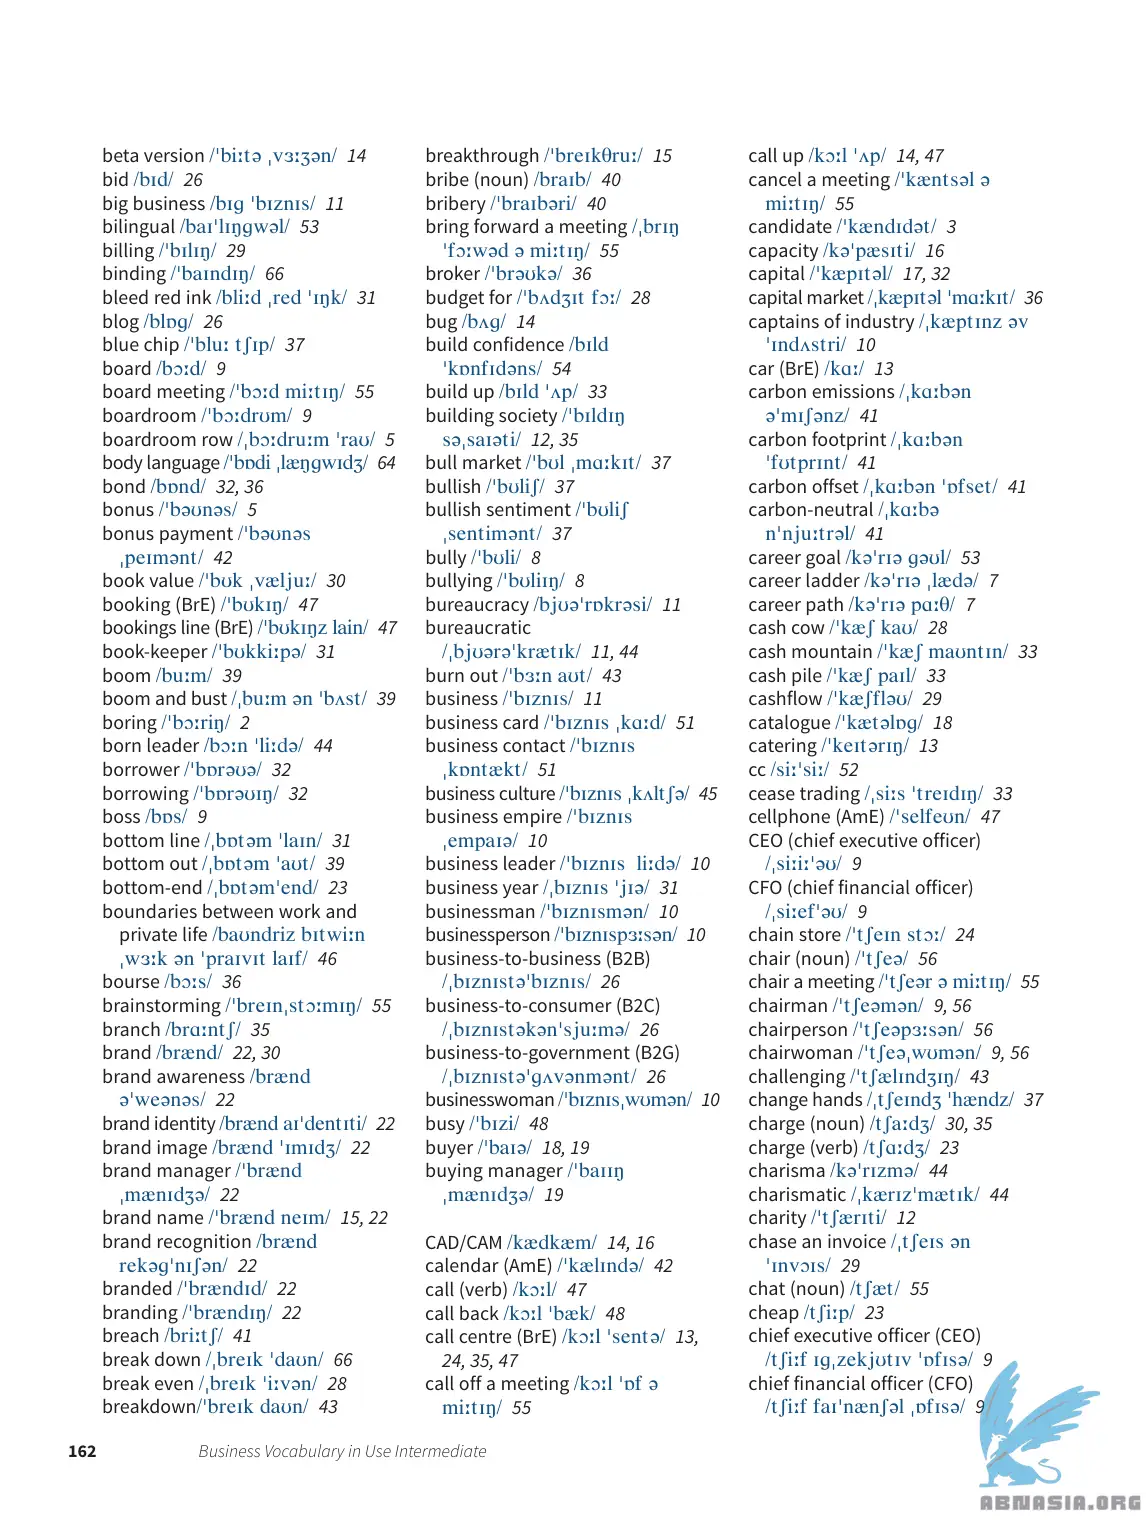 beta version /ˈbiːtə ˌvɜːʒən/ 14
bid /bɪd/ 26
big business /bɪɡ ˈbɪznɪs/ 11
bilingual /baɪˈlɪŋɡwəl/ 53
billing /ˈbɪlɪŋ/ 29
binding /ˈbaɪndɪŋ/ 66
bleed red ink /bliːd ˌred ˈɪŋk/ 31
blog /blɒɡ/ 26
blue chip /ˈbluː tʃɪp/ 37
board /bɔːd/ 9
board meeting /ˈbɔːd miːtɪŋ/ 55
boardroom /ˈbɔːdrʊm/ 9
boardroom row /ˌbɔːdruːm ˈraʊ/ 5
body language /ˈbɒdi ˌlæŋɡwɪdʒ/ 64
bond /bɒnd/ 32, 36
bonus /ˈbəʊnəs/ 5
bonus payment /ˈbəʊnəs
ˌpeɪmənt/ 42
book value /ˈbʊk ˌvæljuː/ 30
booking (BrE) /ˈbʊkɪŋ/ 47
bookings line (BrE) /ˈbʊkɪŋz lain/ 47
book-keeper /ˈbʊkkiːpə/ 31
boom /buːm/ 39
boom and bust /ˌbuːm ən ˈbʌst/ 39
boring /ˈbɔːriŋ/ 2
born leader /bɔːn ˈliːdə/ 44
borrower /ˈbɒrəʊə/ 32
borrowing /ˈbɒrəʊɪŋ/ 32
boss /bɒs/ 9
bottom line /ˌbɒtəm ˈlaɪn/ 31
bottom out /ˌbɒtəm ˈaʊt/ 39
bottom-end /ˌbɒtəmˈend/ 23
boundaries between work and
private life /baʊndriz bɪtwiːn
ˌwɜːk ən ˈpraɪvɪt laɪf/ 46
bourse /bɔːs/ 36
brainstorming /ˈbreɪnˌstɔːmɪŋ/ 55
branch /brɑːntʃ/ 35
brand /brænd/ 22, 30
brand awareness /brænd
əˈweənəs/ 22
brand identity /brænd aɪˈdentɪti/ 22
brand image /brænd ˈɪmɪdʒ/ 22
brand manager /ˈbrænd
ˌmænɪdʒə/ 22
brand name /ˈbrænd neɪm/ 15, 22
brand recognition /brænd
rekəɡˈnɪʃən/ 22
branded /ˈbrændɪd/ 22
branding /ˈbrændɪŋ/ 22
breach /briːtʃ/ 41
break down /ˌbreɪk ˈdaʊn/ 66
break even /ˌbreɪk ˈiːvən/ 28
breakdown/ˈbreɪk daʊn/ 43
breakthrough /ˈbreɪkθruː/ 15
bribe (noun) /braɪb/ 40
bribery /ˈbraɪbəri/ 40
bring forward a meeting /ˌbrɪŋ
ˈfɔːwəd ə miːtɪŋ/ 55
broker /ˈbrəʊkə/ 36
budget for /ˈbʌdʒɪt fɔː/ 28
bug /bʌɡ/ 14
build confidence /bɪld
ˈkɒnfɪdəns/ 54
build up /bɪld ˈʌp/ 33
building society /ˈbɪldɪŋ
səˌsaɪəti/ 12, 35
bull market /ˈbʊl ˌmɑːkɪt/ 37
bullish /ˈbʊliʃ/ 37
bullish sentiment /ˈbʊliʃ
ˌsentimənt/ 37
bully /ˈbʊli/ 8
bullying /ˈbʊliɪŋ/ 8
bureaucracy /bjʊəˈrɒkrəsi/ 11
bureaucratic
/ˌbjʊərəˈkrætɪk/ 11, 44
burn out /ˈbɜːn aʊt/ 43
business /ˈbɪznɪs/ 11
business card /ˈbɪznɪs ˌkɑːd/ 51
business contact /ˈbɪznɪs
ˌkɒntækt/ 51
business culture /ˈbɪznɪs ˌkʌltʃə/ 45
business empire /ˈbɪznɪs
ˌempaɪə/ 10
business leader /ˈbɪznɪs liːdə/ 10
business year /ˌbɪznɪs ˈjɪə/ 31
businessman /ˈbɪznɪsmən/ 10
businessperson /ˈbɪznɪspɜːsən/ 10
business-to-business (B2B)
/ˌbɪznɪstəˈbɪznɪs/ 26
business-to-consumer (B2C)
/ˌbɪznɪstəkənˈsjuːmə/ 26
business-to-government (B2G)
/ˌbɪznɪstəˈɡʌvənmənt/ 26
businesswoman /ˈbɪznɪsˌwʊmən/ 10
busy /ˈbɪzi/ 48
buyer /ˈbaɪə/ 18, 19
buying manager /ˈbaɪɪŋ
ˌmænɪdʒə/ 19
CAD/CAM /kædkæm/ 14, 16
calendar (AmE) /ˈkælɪndə/ 42
call (verb) /kɔːl/ 47
call back /kɔːl ˈbæk/ 48
call centre (BrE) /kɔːl ˈsentə/ 13,
24, 35, 47
call off a meeting /kɔːl ˈɒf ə
miːtɪŋ/ 55
call up /kɔːl ˈʌp/ 14, 47
cancel a meeting /ˈkæntsəl ə
miːtɪŋ/ 55
candidate /ˈkændɪdət/ 3
capacity /kəˈpæsɪti/ 16
capital /ˈkæpɪtəl/ 17, 32
capital market /ˌkæpɪtəl ˈmɑːkɪt/ 36
captains of industry /ˌkæptɪnz əv
ˈɪndʌstri/ 10
car (BrE) /kɑː/ 13
carbon emissions /ˌkɑːbən
əˈmɪʃənz/ 41
carbon footprint /ˌkɑːbən
ˈfʊtprɪnt/ 41
carbon offset /ˌkɑːbən ˈɒfset/ 41
carbon-neutral /ˌkɑːbə
nˈnjuːtrəl/ 41
career goal /kəˈrɪə ɡəʊl/ 53
career ladder /kəˈrɪə ˌlædə/ 7
career path /kəˈrɪə pɑːθ/ 7
cash cow /ˈkæʃ kaʊ/ 28
cash mountain /ˈkæʃ maʊntɪn/ 33
cash pile /ˈkæʃ paɪl/ 33
cashflow /ˈkæʃfləʊ/ 29
catalogue /ˈkætəlɒɡ/ 18
catering /ˈkeɪtərɪŋ/ 13
cc /siːˈsiː/ 52
cease trading /ˌsiːs ˈtreɪdɪŋ/ 33
cellphone (AmE) /ˈselfeʊn/ 47
CEO (chief executive officer)
/ˌsiːiːˈəʊ/ 9
CFO (chief financial officer)
/ˌsiːefˈəʊ/ 9
chain store /ˈtʃeɪn stɔː/ 24
chair (noun) /ˈtʃeə/ 56
chair a meeting /ˈtʃeər ə miːtɪŋ/ 55
chairman /ˈtʃeəmən/ 9, 56
chairperson /ˈtʃeəpɜːsən/ 56
chairwoman /ˈtʃeəˌwʊmən/ 9, 56
challenging /ˈtʃælɪndʒɪŋ/ 43
change hands /ˌtʃeɪndʒ ˈhændz/ 37
charge (noun) /tʃaːdʒ/ 30, 35
charge (verb) /tʃɑːdʒ/ 23
charisma /kəˈrɪzmə/ 44
charismatic /ˌkærɪzˈmætɪk/ 44
charity /ˈtʃærɪti/ 12
chase an invoice /ˌtʃeɪs ən
ˈɪnvɔɪs/ 29
chat (noun) /tʃæt/ 55
cheap /tʃiːp/ 23
chief executive officer (CEO)
/tʃiːf ɪɡˌzekjʊtɪv ˈɒfɪsə/ 9
chief financial officer (CFO)
/tʃiːf faɪˈnænʃəl ˌɒfɪsə/ 9
162 Business Vocabulary in Use Intermediate
ABNASIA.ORG